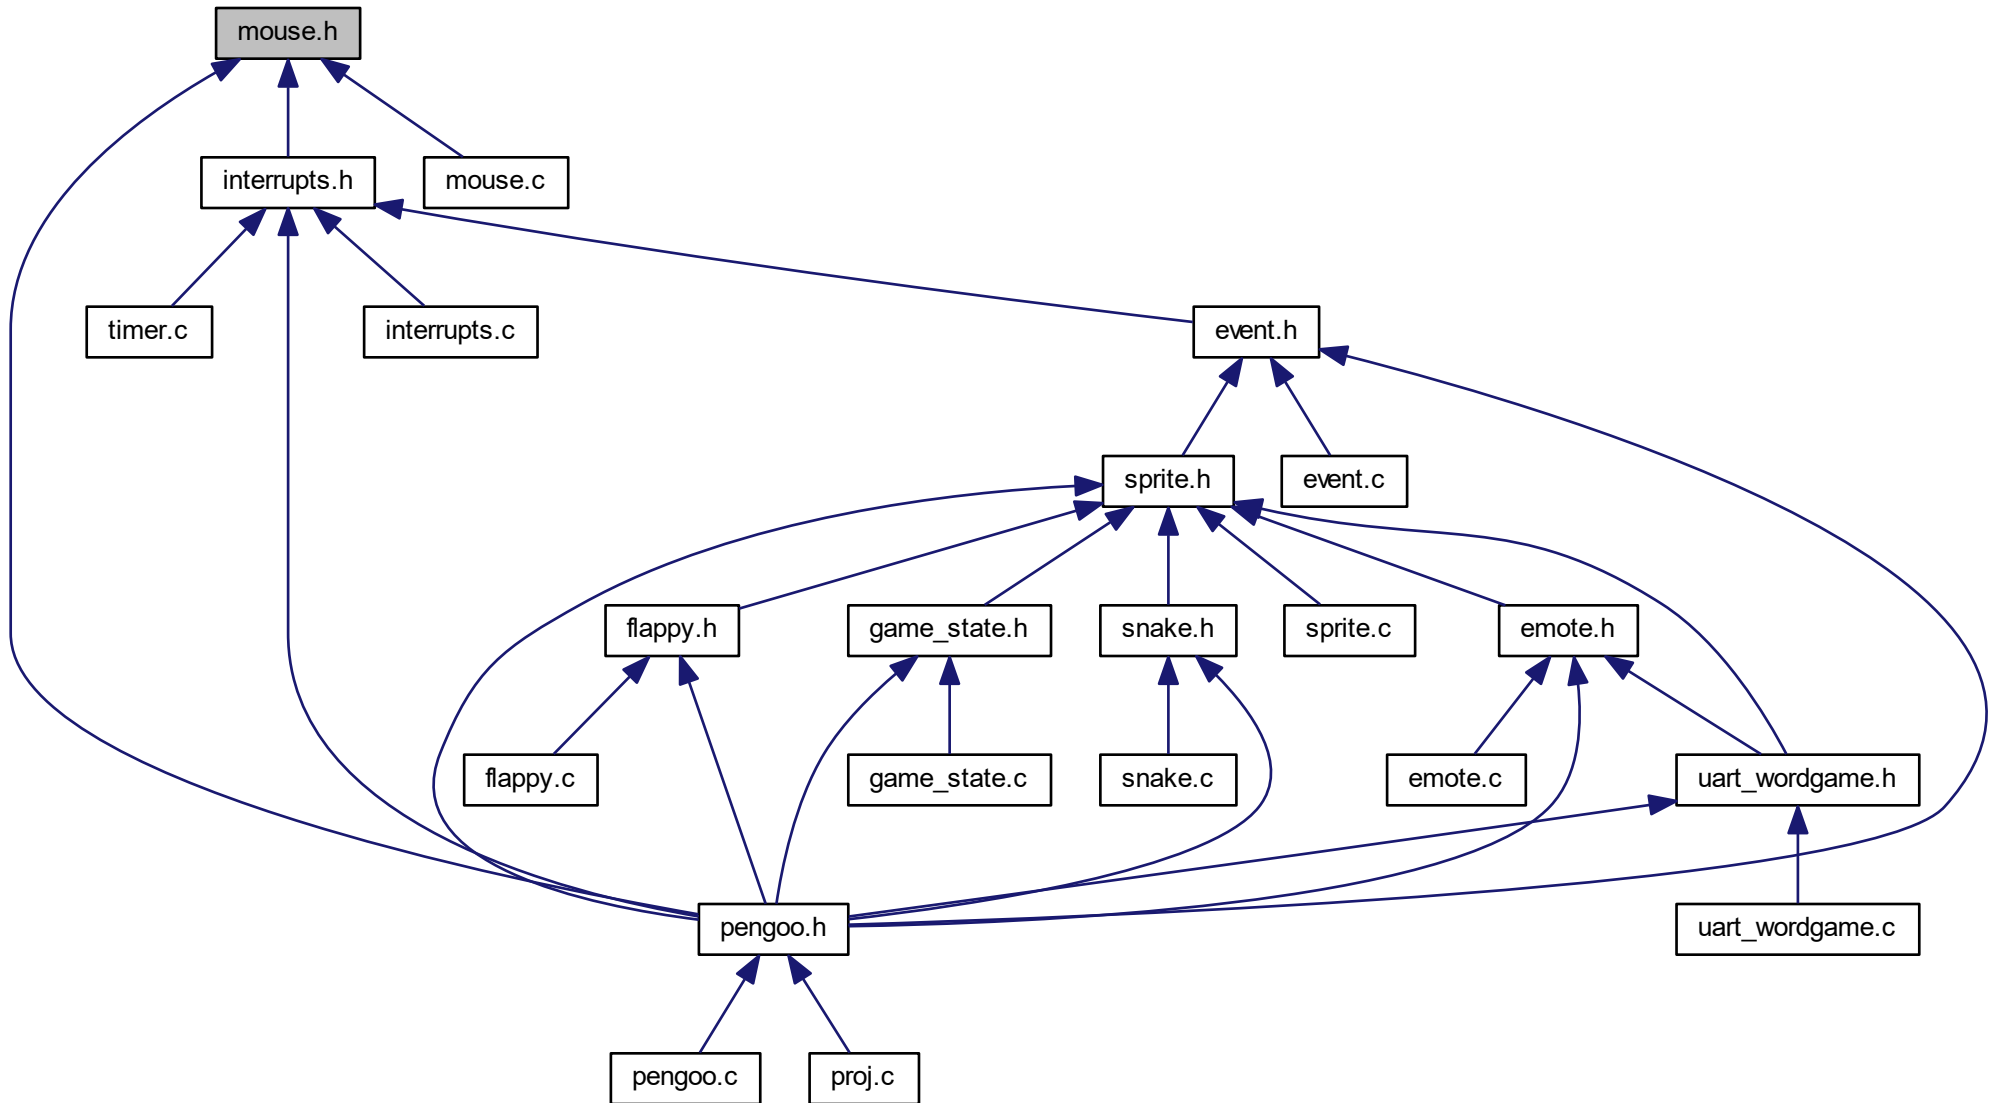 mouse.h
interrupts.h
mouse.c
timer.c
interrupts.c
event.h
sprite.h
event.c
flappy.h
game_state.h
snake.h
sprite.c
emote.h
flappy.c
game_state.c
snake.c
emote.c
uart_wordgame.h
pengoo.h
uart_wordgame.c
pengoo.c
proj.c